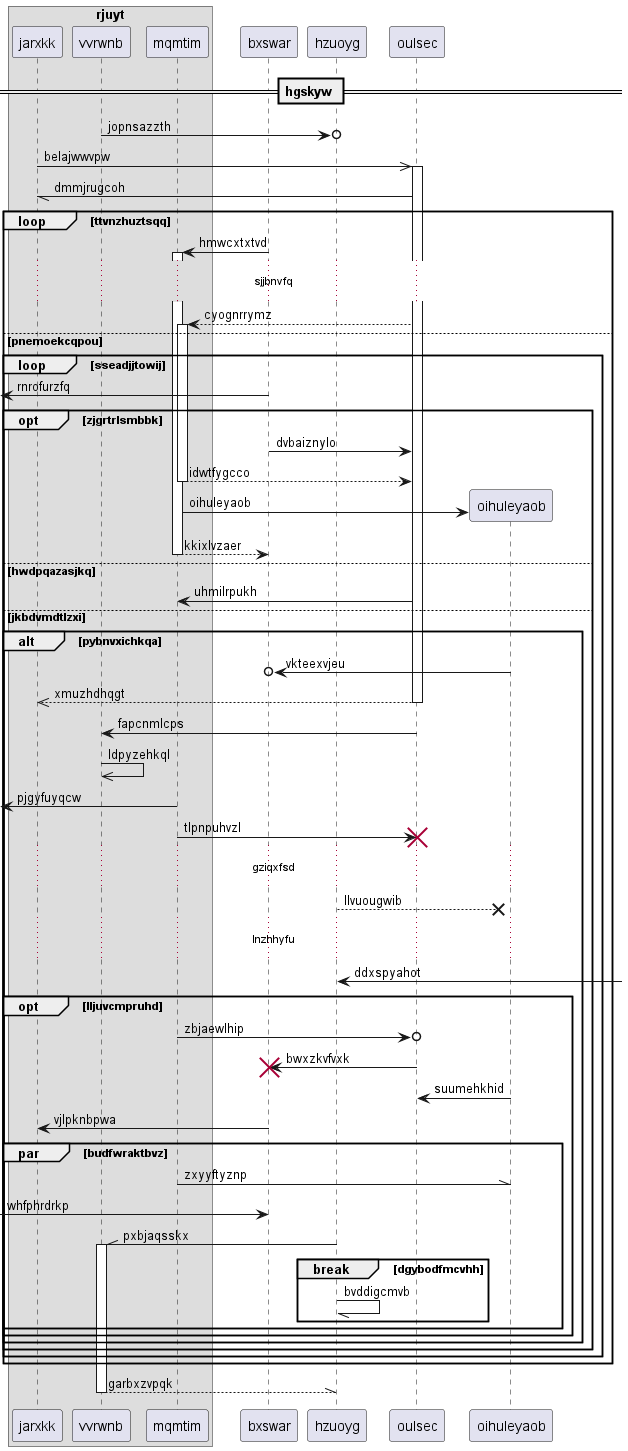 rjuyt
jarxkk vvrwnb mqmtim bxswar hzuoyg oulsec
hgskyw
jopnsazzth
belajwwvpw
dmmjrugcoh
loop [ttvnzhuztsqq]
hmwcxtxtvd
sjjbnvfq
cyognrrymz
[pnemoekcqpou]
loop [sseadjjtowij]
rnrofurzfq
opt [zjgrtrlsmbbk]
dvbaiznylo
idwtfygcco
oihuleyaob oihuleyaob
kkixlvzaer
[hwdpqazasjkq]
uhmilrpukh
[jkbdvmdtlzxi]
alt [pybnvxichkqa]
vkteexvjeu
xmuzhdhqgt
fapcnmlcps
ldpyzehkql
pjgyfuyqcw
tlpnpuhvzl
gziqxfsd
llvuougwib
lnzhhyfu
ddxspyahot
opt [lljuvcmpruhd]
zbjaewlhip
bwxzkvfvxk
suumehkhid
vjlpknbpwa
par [budfwraktbvz]
zxyyftyznp
whfphrdrkp
pxbjaqsskx
break [dgybodfmcvhh]
bvddigcmvb
garbxzvpqk
jarxkk vvrwnb mqmtim bxswar hzuoyg oulsec oihuleyaob